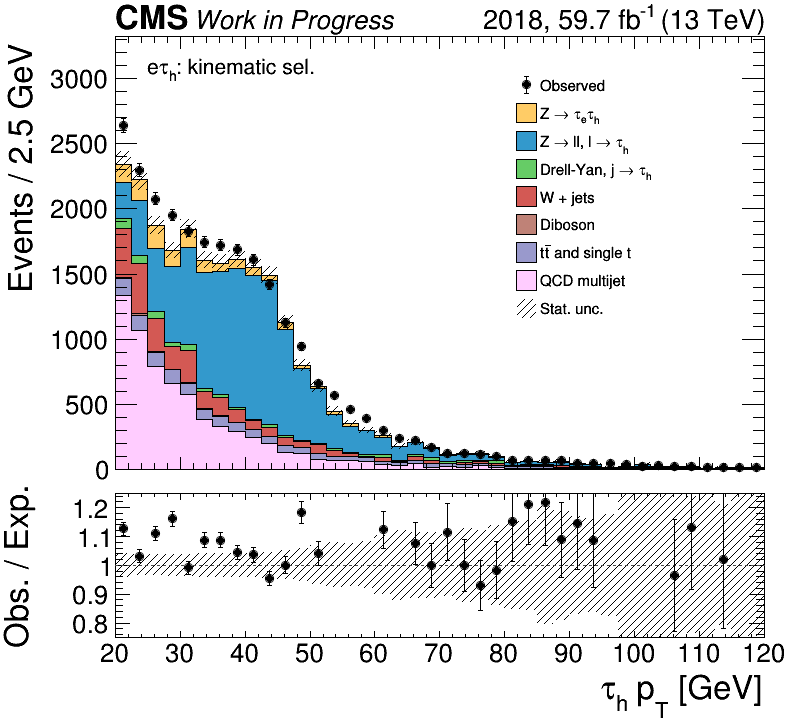 CMS Work in Progress 2018, 59.7 fb⁻¹ (13 TeV)
eτₕ: kinematic sel.
Observed
Z → τₑτₕ
Z → ll, l → τₕ
Drell-Yan, j → τₕ
W + jets
Diboson
tt̄ and single t
QCD multijet
Stat. unc.
Events / 2.5 GeV
3000
2500
2000
1500
1000
500
0
Obs. / Exp.
1.2
1.1
1
0.9
0.8
20 30 40 50 60 70 80 90 100 110 120
τₕ p_T [GeV]